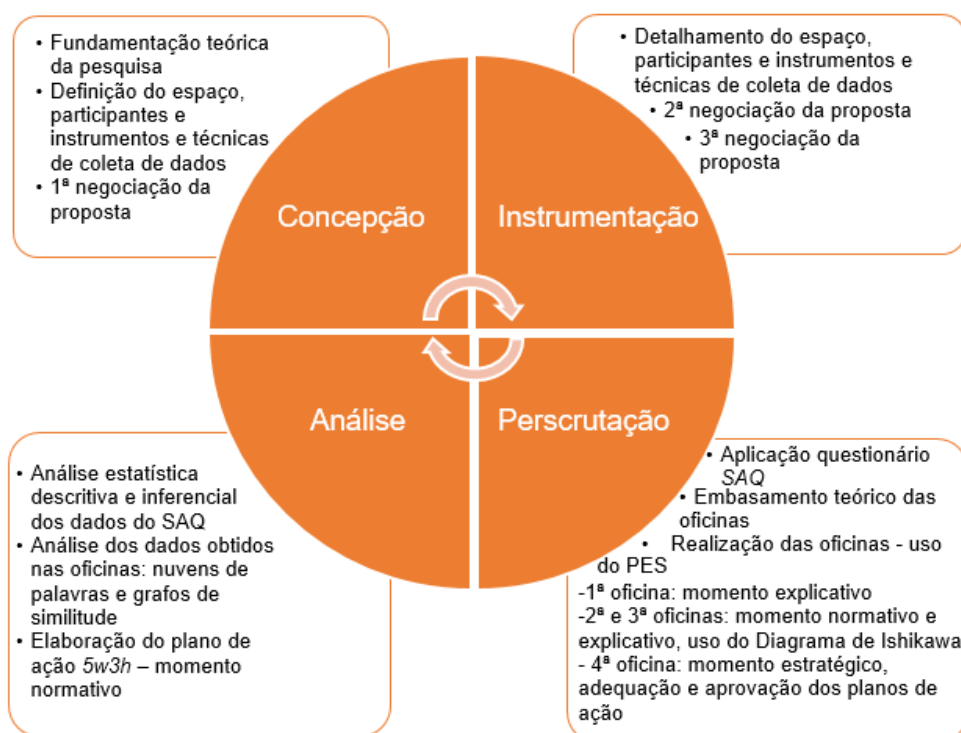 • Fundamentação teórica
da pesquisa
• Definição do espaço,
participantes e
instrumentos e técnicas
de coleta de dados
• 1ª negociação da
proposta
• Detalhamento do espaço,
participantes e instrumentos e
técnicas de coleta de dados
• 2ª negociação da proposta
• 3ª negociação da
proposta
Concepção
Instrumentação
Análise
Perscrutação
• Análise estatística
descritiva e inferencial
dos dados do SAQ
• Análise dos dados obtidos
nas oficinas: nuvens de
palavras e grafos de
similitude
• Elaboração do plano de
ação 5w3h – momento
normativo
• Aplicação questionário
SAQ
• Embasamento teórico das
oficinas
• Realização das oficinas - uso
do PES
-1ª oficina: momento explicativo
-2ª e 3ª oficinas: momento normativo e
explicativo, uso do Diagrama de Ishikawa
- 4ª oficina: momento estratégico,
adequação e aprovação dos planos de
ação